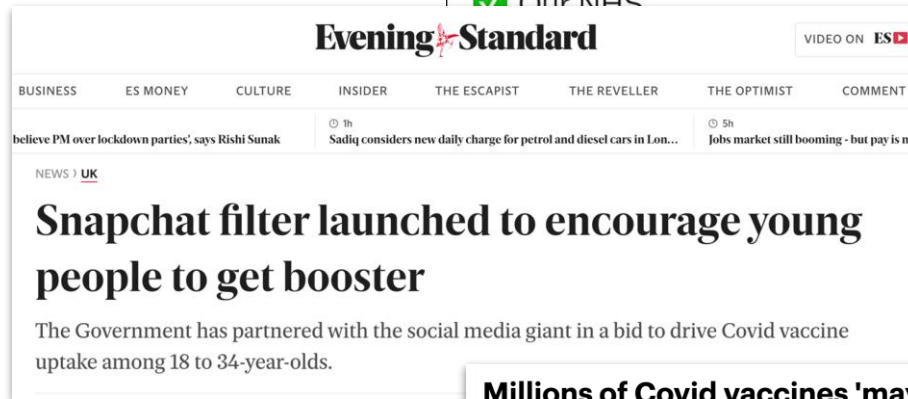 Our NHS
Evening Standard
VIDEO ON ES
BUSINESS ES MONEY CULTURE INSIDER THE ESCAPIST THE REVELLER THE OPTIMIST COMMENT
1h 5h
believe PM over lockdown parties', says Rishi Sunak Sadiq considers new daily charge for petrol and diesel cars in Lon... Jobs market still booming - but pay is
NEWS › UK
Snapchat filter launched to encourage young
people to get booster
The Government has partnered with the social media giant in a bid to drive Covid vaccine
uptake among 18 to 34-year-olds.
Millions of Covid vaccines 'may